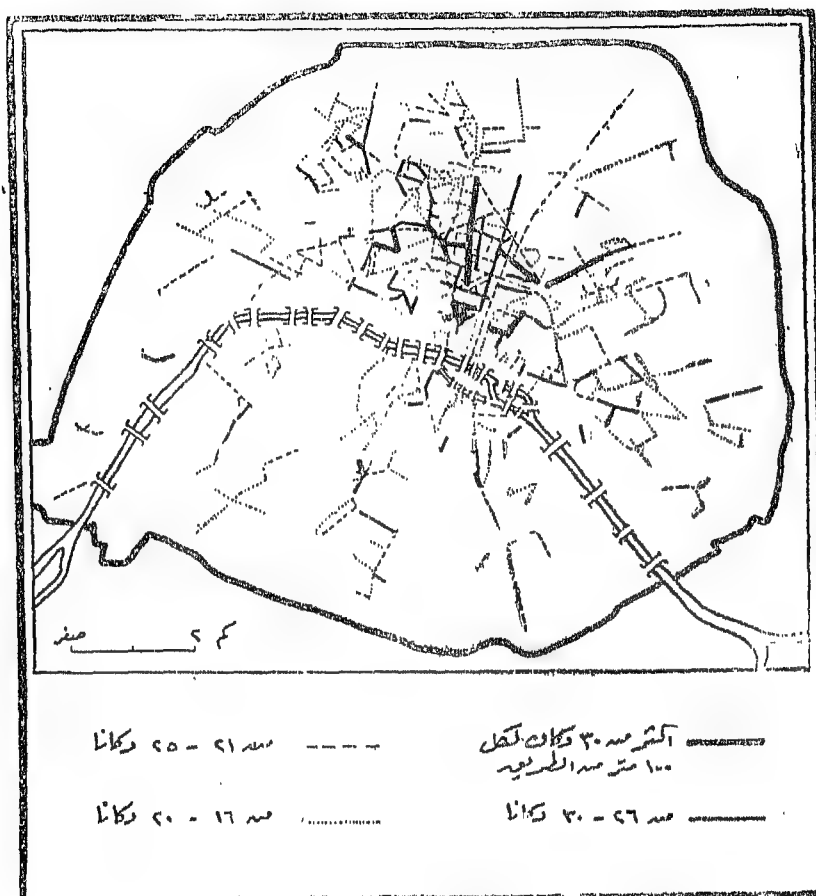 صفر ٢ كم
أكثر من ٣٠ دكان لكل
١٠٠ متر من الطريق
من ٢١ – ٢٥ دكانا
من ٢٦ – ٣٠ دكانا
من ١٦ – ٢٠ دكانا